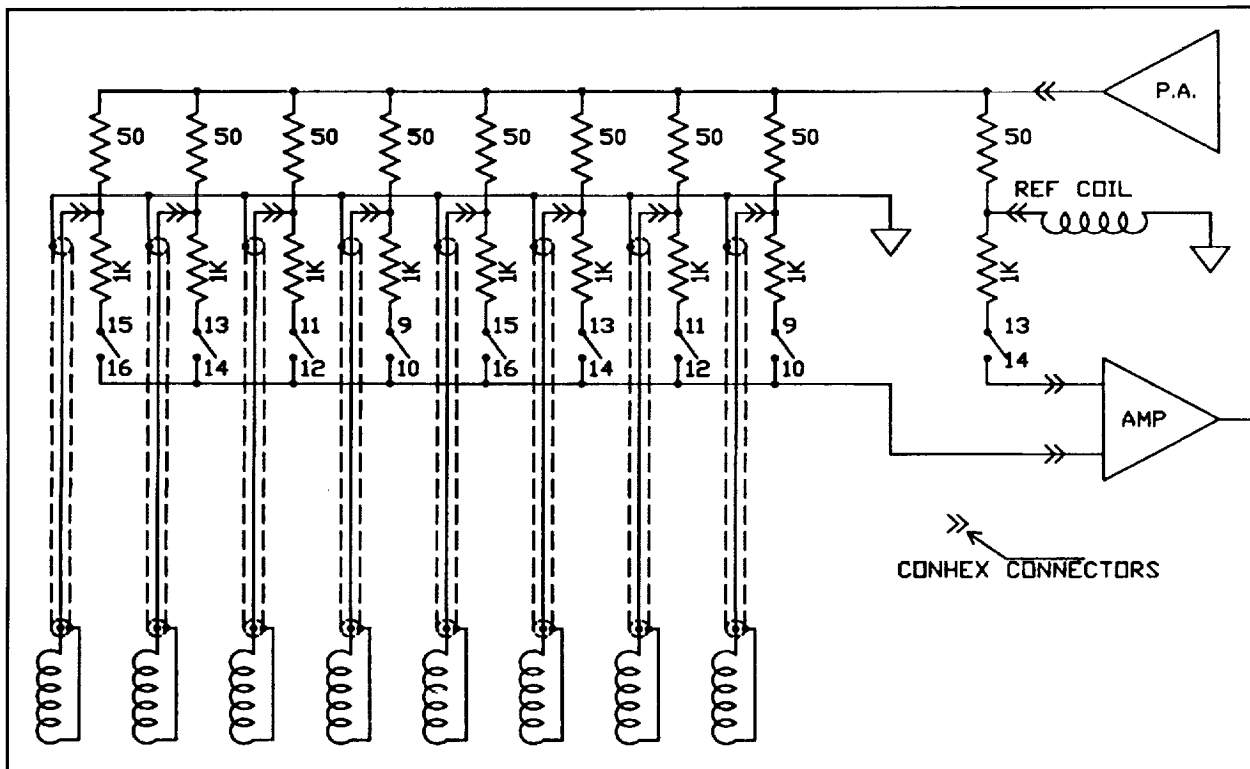 P.A.
50 50 50 50 50 50 50 50 50
REF COIL
1K 1K 1K 1K 1K 1K 1K 1K 1K
15 13 11 9 15 13 11 9 13
16 14 12 10 16 14 12 10 14
AMP
CONHEX CONNECTORS